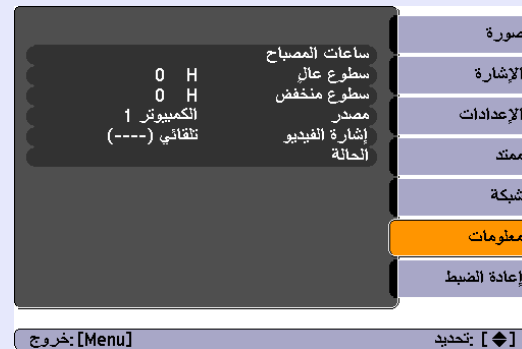 صورة
الإشارة
الإعدادات
ممتد
شبكة
معلومات
إعادة الضبط
ساعات المصباح
سطوع عالٍ 0 H
سطوع منخفض 0 H
مصدر الكمبيوتر 1
إشارة الفيديو تلقائي (----)
الحالة
[◆] :تحديد [Menu]:خروج